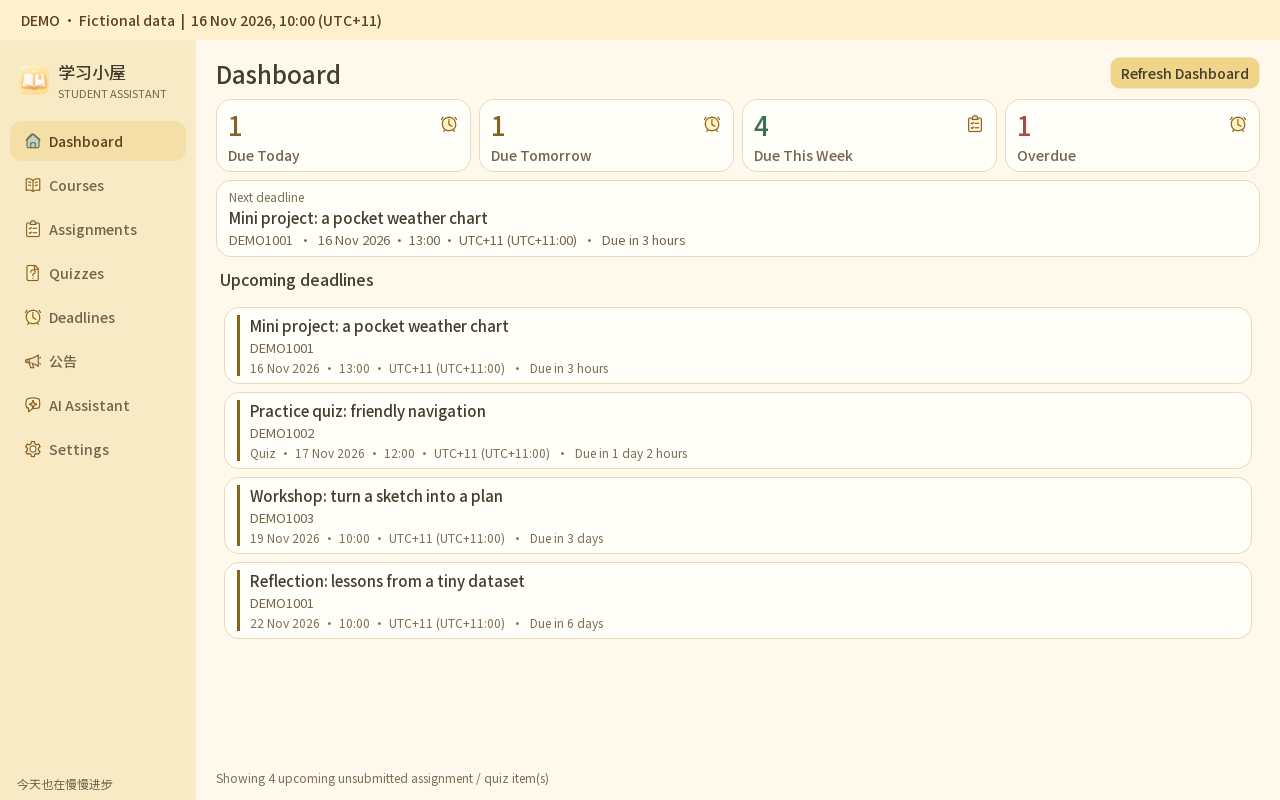 DEMO • Fictional data | 16 Nov 2026, 10:00 (UTC+11)
学习小屋
STUDENT ASSISTANT
Dashboard
Courses
Assignments
Quizzes
Deadlines
公告
AI Assistant
Settings
今天也在慢慢进步
Dashboard
Refresh Dashboard
1
Due Today
1
Due Tomorrow
4
Due This Week
1
Overdue
Next deadline
Mini project: a pocket weather chart
DEMO1001 • 16 Nov 2026 • 13:00 • UTC+11 (UTC+11:00) • Due in 3 hours
Upcoming deadlines
Mini project: a pocket weather chart
DEMO1001
16 Nov 2026 • 13:00 • UTC+11 (UTC+11:00) • Due in 3 hours
Practice quiz: friendly navigation
DEMO1002
Quiz • 17 Nov 2026 • 12:00 • UTC+11 (UTC+11:00) • Due in 1 day 2 hours
Workshop: turn a sketch into a plan
DEMO1003
19 Nov 2026 • 10:00 • UTC+11 (UTC+11:00) • Due in 3 days
Reflection: lessons from a tiny dataset
DEMO1001
22 Nov 2026 • 10:00 • UTC+11 (UTC+11:00) • Due in 6 days
Showing 4 upcoming unsubmitted assignment / quiz item(s)